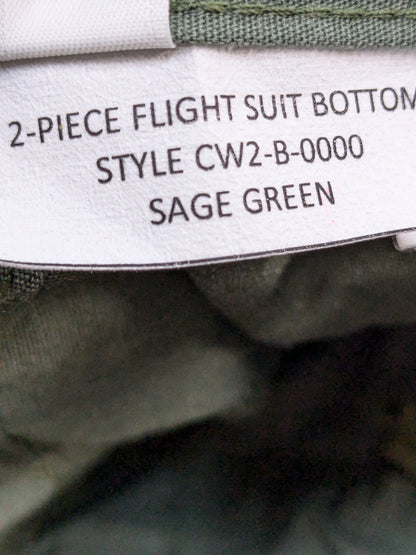 2-PIECE FLIGHT SUIT BOTTOM
STYLE CW2-B-0000
SAGE GREEN